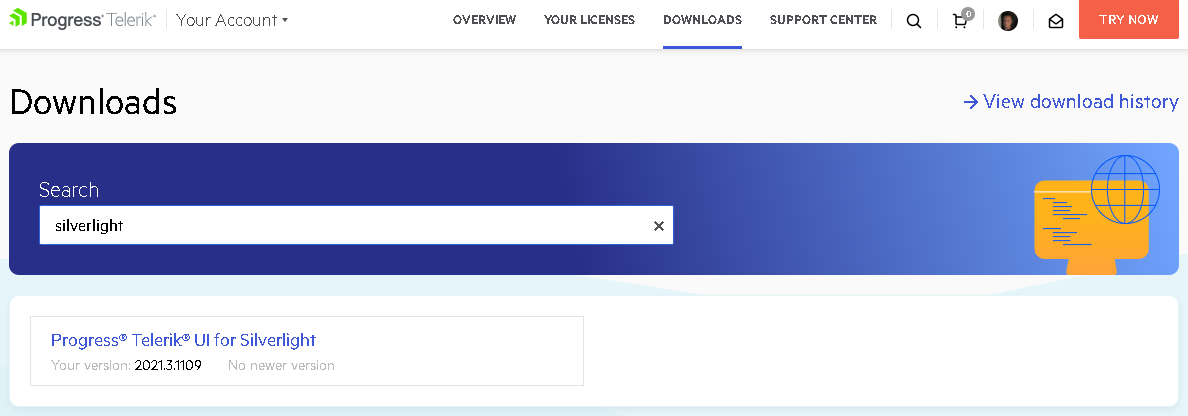 Progress® Telerik® Your Account OVERVIEW YOUR LICENSES DOWNLOADS SUPPORT CENTER 0 TRY NOW
Downloads
→ View download history
Search
silverlight
Progress® Telerik® UI for Silverlight
Your version: 2021.3.1109 No newer version